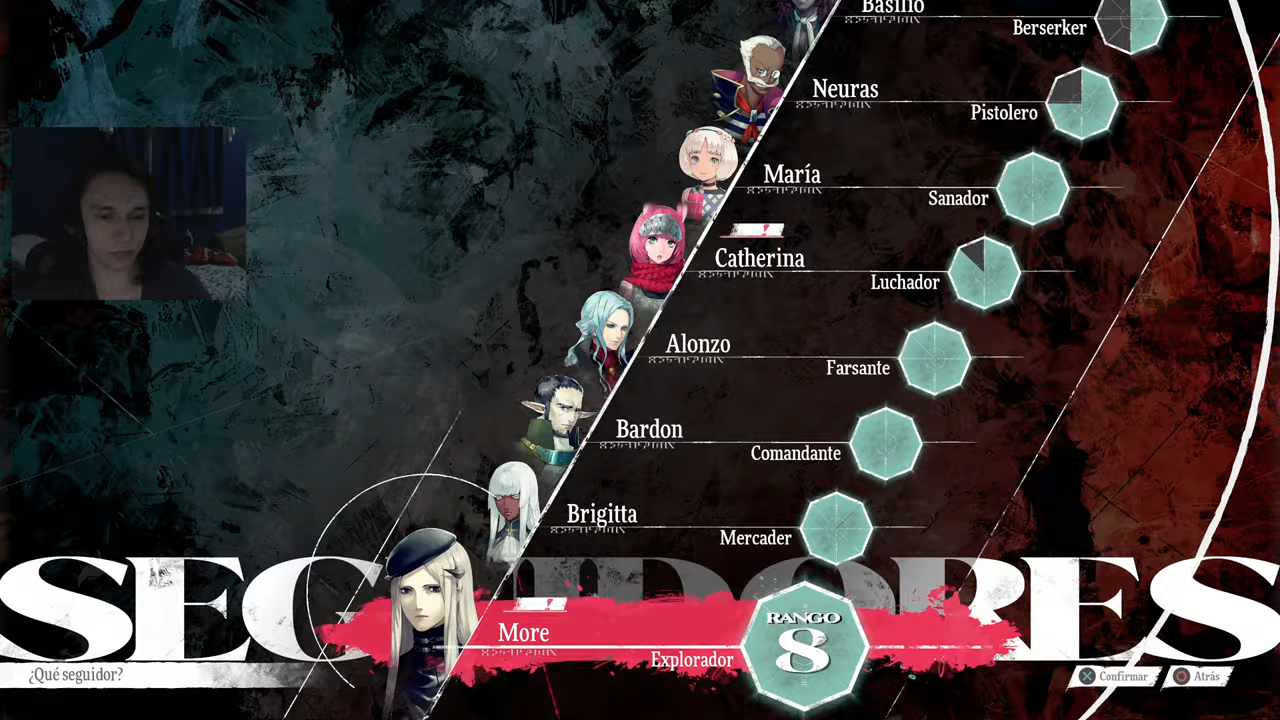 Basilio
Berserker
Neuras
Pistolero
María
Sanador
Catherina
Luchador
Alonzo
Farsante
Bardon
Comandante
Brigitta
Mercader
SEGUIDORES
RANGO
8
More
Explorador
¿Qué seguidor?
Confirmar
Atrás